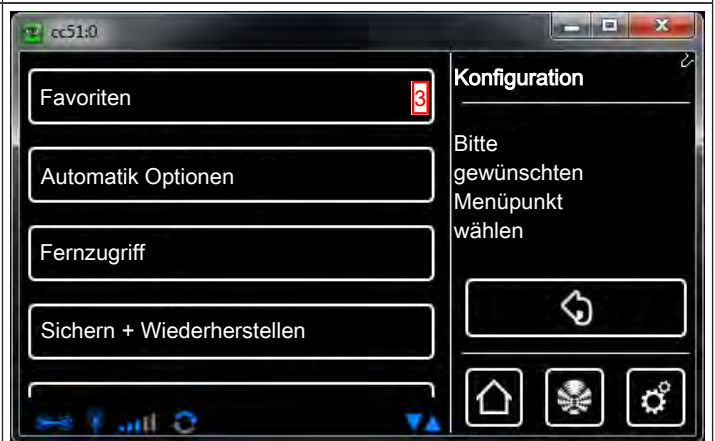 cc51:0
Favoriten 3
Automatik Optionen
Fernzugriff
Sichern + Wiederherstellen
Konfiguration
Bitte
gewünschten
Menüpunkt
wählen